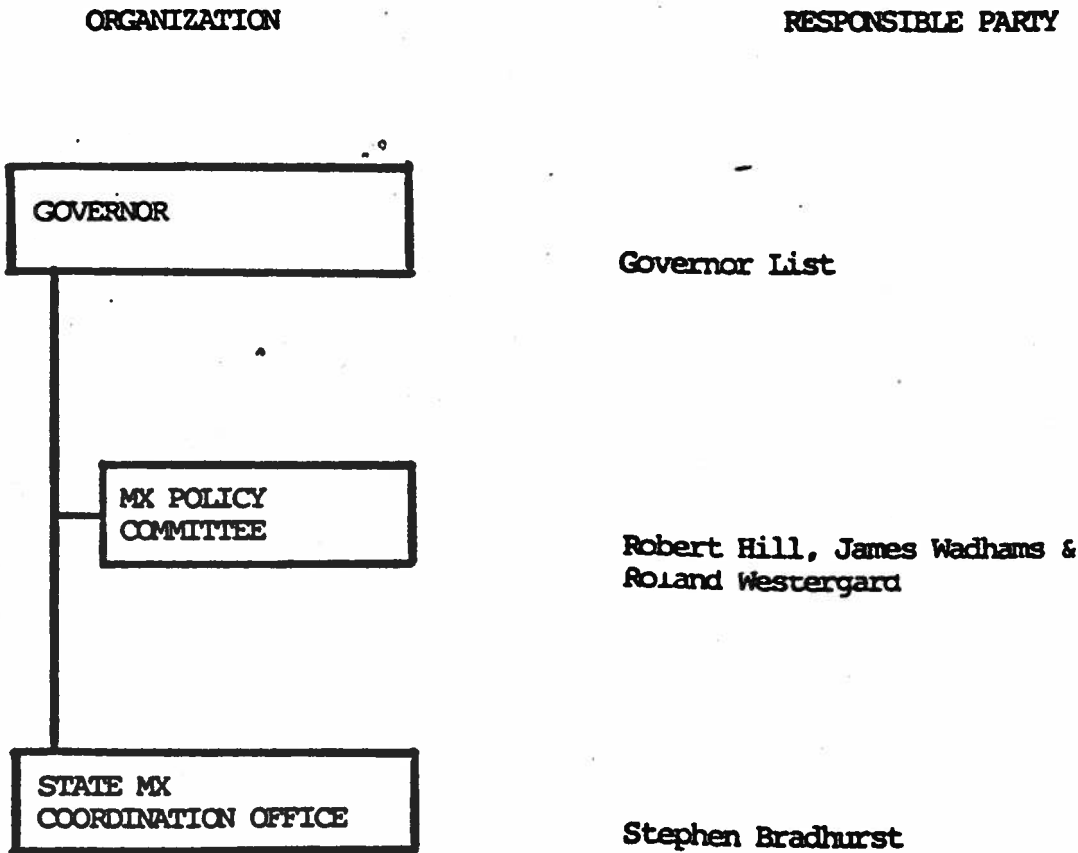 ORGANIZATION
RESPONSIBLE PARTY
GOVERNOR
Governor List
MX POLICY
COMMITTEE
Robert Hill, James Wadhams &
Roland Westergard
STATE MX
COORDINATION OFFICE
Stephen Bradhurst